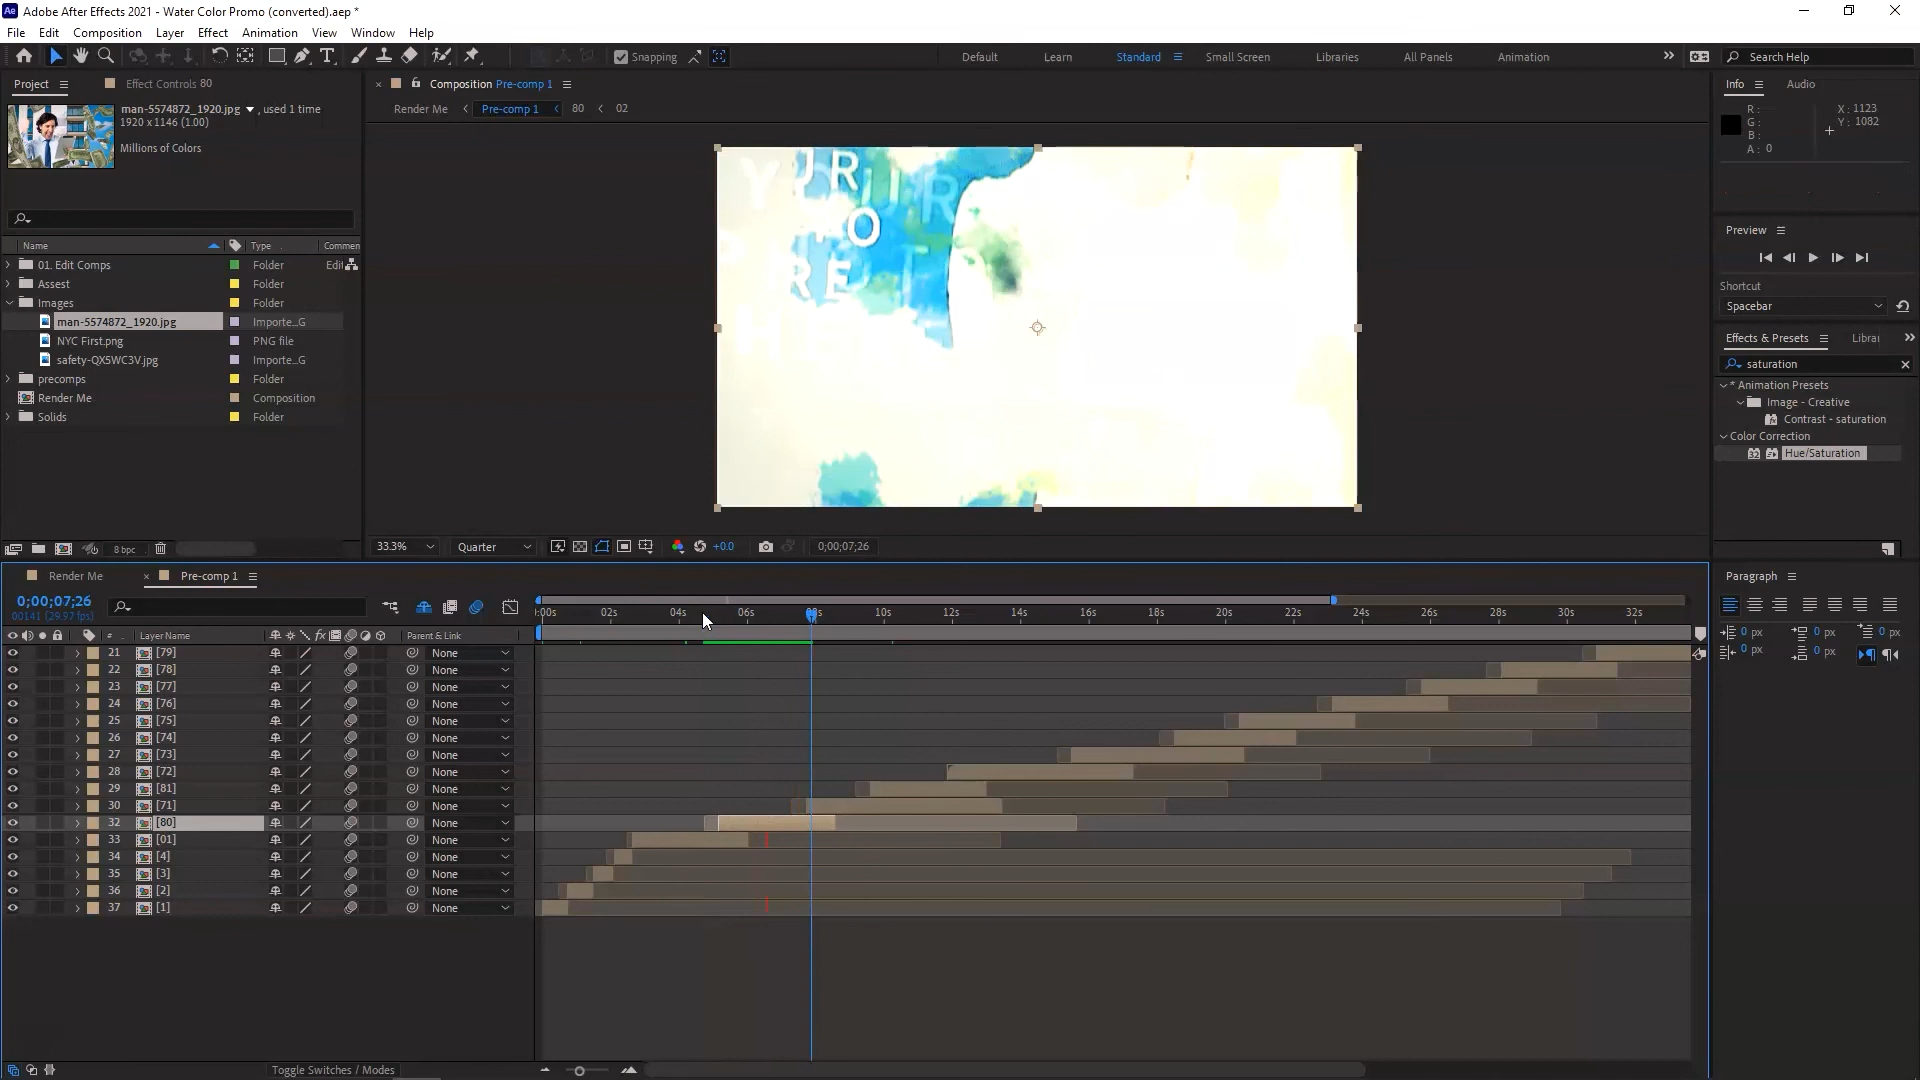 Adobe After Effects 2021 - Water Color Promo (converted).aep *
File Edit Composition Layer Effect Animation View Window Help
Snapping Default Learn Standard Small Screen Libraries All Panels Animation Search Help
Project Effect Controls 80
man-5574872_1920.jpg , used 1 time
1920 x 1146 (1.00)
Millions of Colors
Name Type Commen
01. Edit Comps Folder Edit
Assest Folder
Images Folder
man-5574872_1920.jpg Importe...G
NYC First.png PNG file
safety-QX5WC3V.jpg Importe...G
precomps Folder
Render Me Composition
Solids Folder
8 bpc
Composition Pre-comp 1
Render Me Pre-comp 1 80 02
33.3% Quarter +0.0 0;00;07;26
Info Audio
R : X : 1123
G : Y : 1082
B :
A : 0
Preview
Shortcut
Spacebar
Effects & Presets Librar
saturation
* Animation Presets
Image - Creative
Contrast - saturation
Color Correction
32 Hue/Saturation
Paragraph
0 px 0 px 0 px
0 px 0 px
Render Me Pre-comp 1
0;00;07;26
00141 (29.97 fps)
:00s 02s 04s 06s 08s 10s 12s 14s 16s 18s 20s 22s 24s 26s 28s 30s 32s
# Layer Name fx Parent & Link
21 [79] None
22 [78] None
23 [77] None
24 [76] None
25 [75] None
26 [74] None
27 [73] None
28 [72] None
29 [81] None
30 [71] None
32 [80] None
33 [01] None
34 [4] None
35 [3] None
36 [2] None
37 [1] None
Toggle Switches / Modes